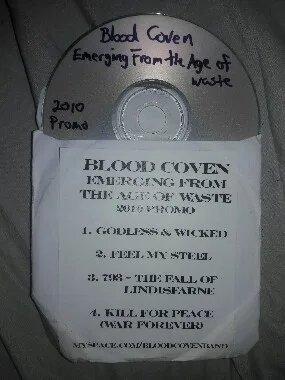 Blood Coven
Emerging From the Age of
Waste
2010
Promo
BLOOD COVEN
EMERGING FROM
THE AGE OF WASTE
2010 PROMO
1. GODLESS & WICKED
2. FEEL MY STEEL
3. 793 - THE FALL OF
LINDISFARNE
4. KILL FOR PEACE
(WAR FOREVER)
MYSPACE.COM/BLOODCOVENBAND